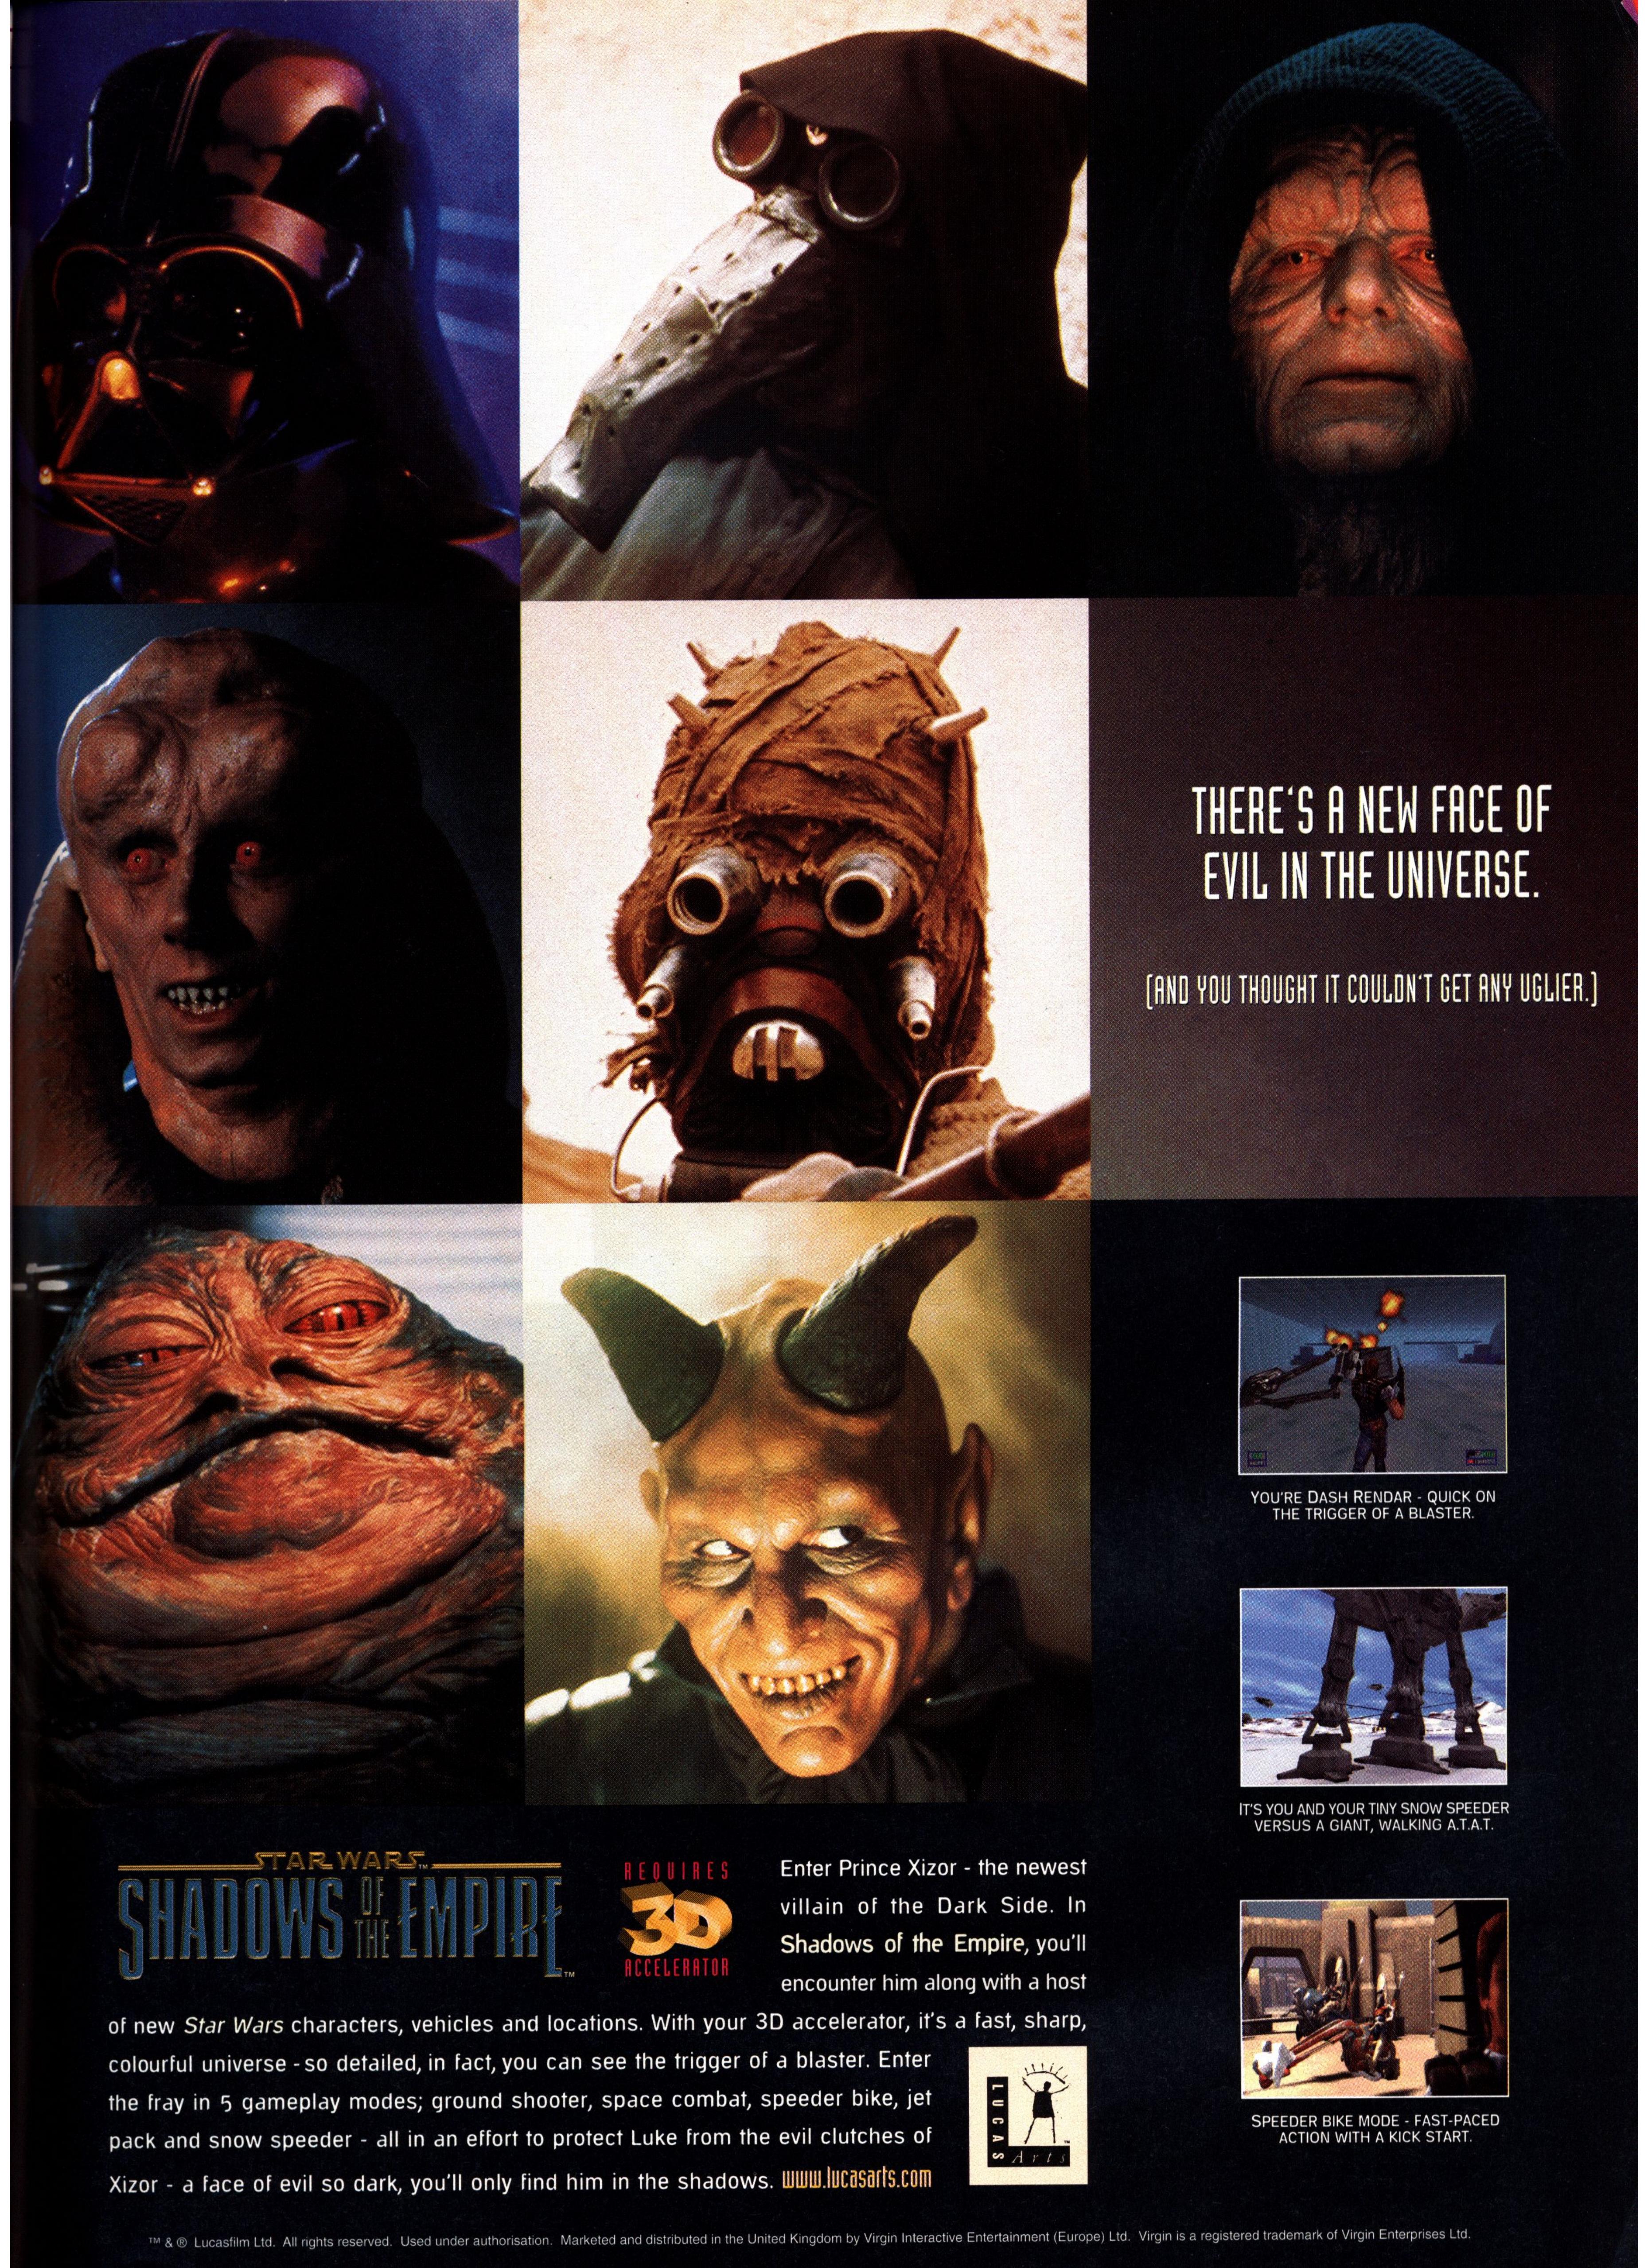 THERE'S A NEW FACE OF
EVIL IN THE UNIVERSE.
(AND YOU THOUGHT IT COULDN'T GET ANY UGLIER.)
YOU'RE DASH RENDAR - QUICK ON
THE TRIGGER OF A BLASTER.
IT'S YOU AND YOUR TINY SNOW SPEEDER
VERSUS A GIANT, WALKING A.T.A.T.
SPEEDER BIKE MODE - FAST-PACED
ACTION WITH A KICK START.
STAR WARS™
SHADOWS OF THE EMPIRE™
REQUIRES
3D
ACCELERATOR
Enter Prince Xizor - the newest
villain of the Dark Side. In
Shadows of the Empire, you'll
encounter him along with a host
of new Star Wars characters, vehicles and locations. With your 3D accelerator, it's a fast, sharp,
colourful universe - so detailed, in fact, you can see the trigger of a blaster. Enter
the fray in 5 gameplay modes; ground shooter, space combat, speeder bike, jet
pack and snow speeder - all in an effort to protect Luke from the evil clutches of
Xizor - a face of evil so dark, you'll only find him in the shadows. www.lucasarts.com
LUCAS
Arts™
™ & ® Lucasfilm Ltd. All rights reserved. Used under authorisation. Marketed and distributed in the United Kingdom by Virgin Interactive Entertainment (Europe) Ltd. Virgin is a registered trademark of Virgin Enterprises Ltd.